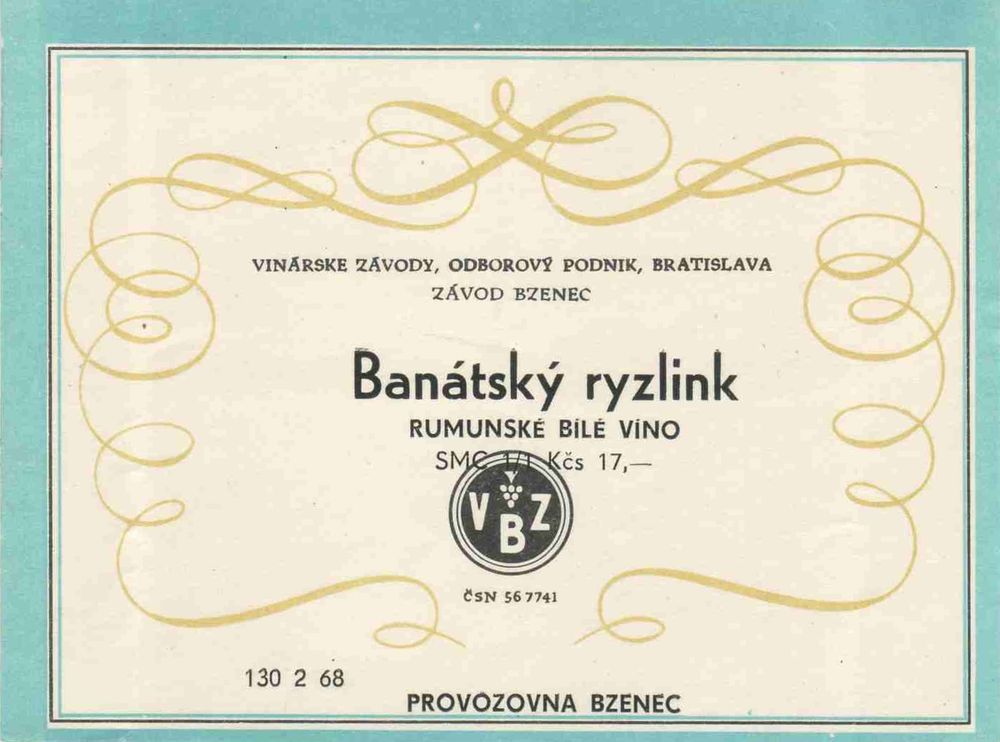 VINÁRSKE ZÁVODY, ODBOROVÝ PODNIK, BRATISLAVA
ZÁVOD BZENEC
Banátský ryzlink
RUMUNSKÉ BÍLÉ VÍNO
SMC 1/1 Kčs 17,—
V B Z
ČSN 56 7741
130 2 68
PROVOZOVNA BZENEC